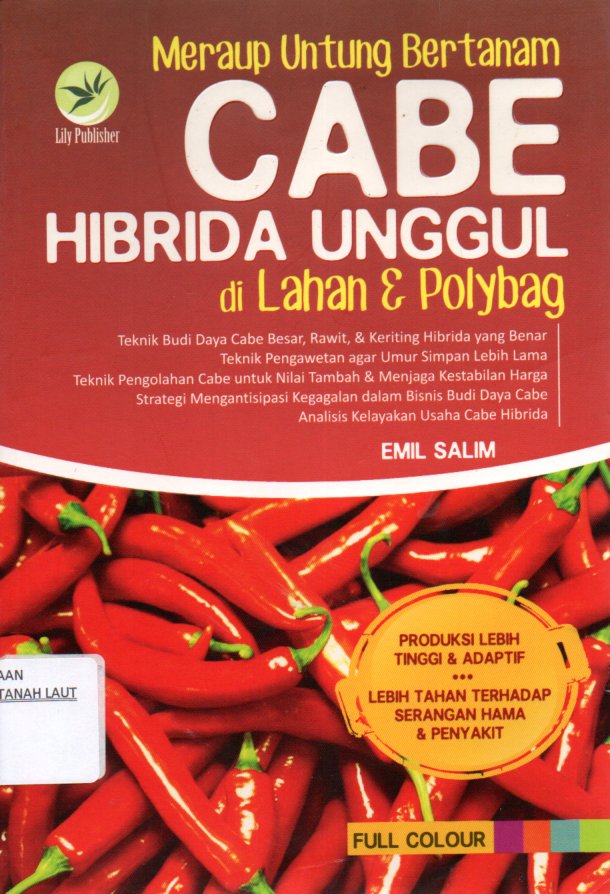 Meraup Untung Bertanam
CABE
HIBRIDA UNGGUL
di Lahan & Polybag
Lily Publisher
Teknik Budi Daya Cabe Besar, Rawit, & Keriting Hibrida yang Benar
Teknik Pengawetan agar Umur Simpan Lebih Lama
Teknik Pengolahan Cabe untuk Nilai Tambah & Menjaga Kestabilan Harga
Strategi Mengantisipasi Kegagalan dalam Bisnis Budi Daya Cabe
Analisis Kelayakan Usaha Cabe Hibrida
EMIL SALIM
PRODUKSI LEBIH
TINGGI & ADAPTIF
•••
LEBIH TAHAN TERHADAP
SERANGAN HAMA
& PENYAKIT
AAN
TANAH LAUT
FULL COLOUR